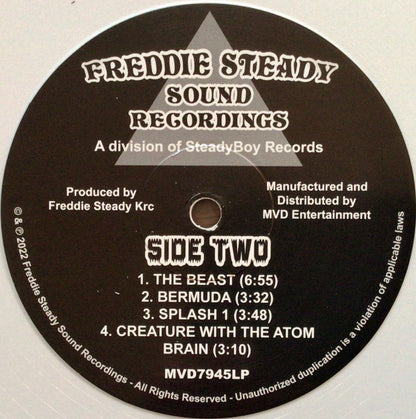 FREDDIE STEADY
SOUND
RECORDINGS
A division of SteadyBoy Records
Produced by
Freddie Steady Krc
Manufactured and
Distributed by
MVD Entertainment
SIDE TWO
1. THE BEAST (6:55)
2. BERMUDA (3:32)
3. SPLASH 1 (3:48)
4. CREATURE WITH THE ATOM
BRAIN (3:10)
MVD7945LP
© & ℗ 2022 Freddie Steady Sound Recordings - All Rights Reserved - Unauthorized duplication is a violation of applicable laws